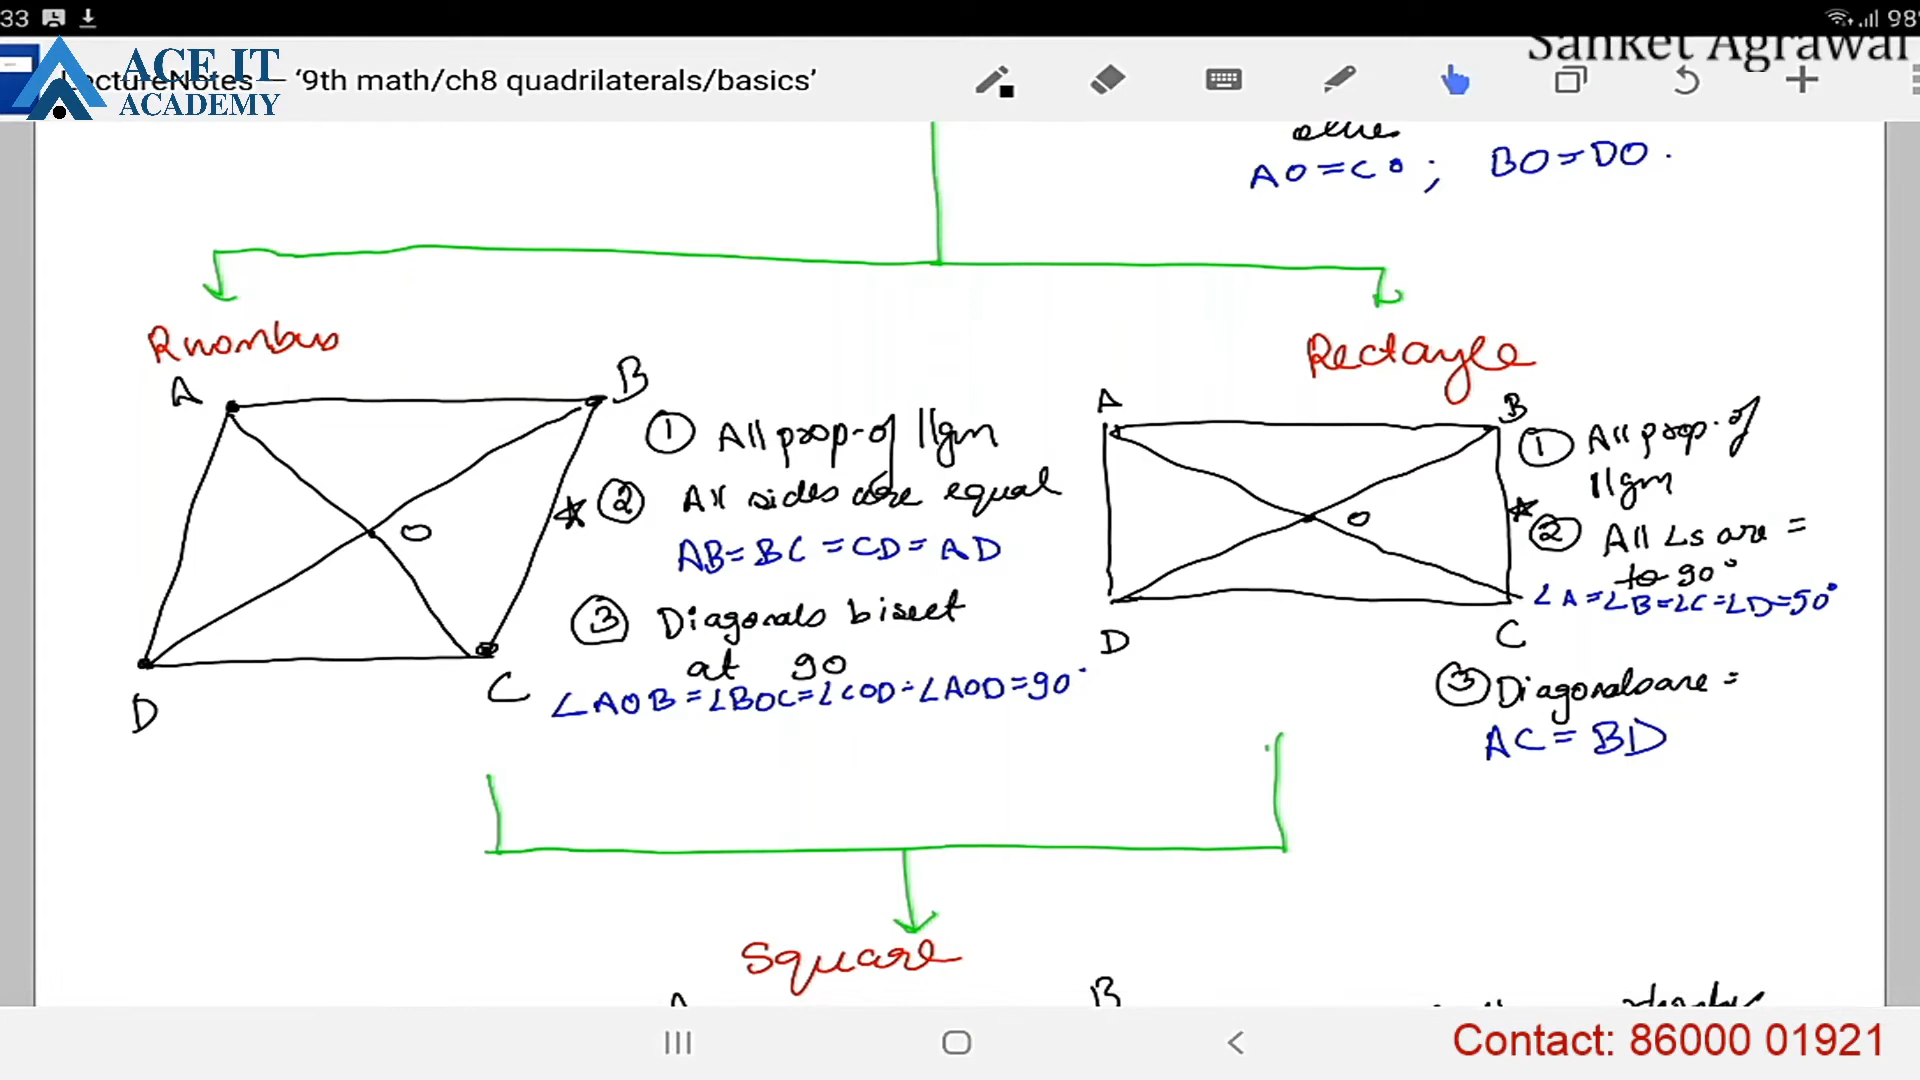 33
98%
Sanket Agrawal
ACE IT
ACADEMY
LectureNotes – ‘9th math/ch8 quadrilaterals/basics’
AO=CO; BO=DO.
Rhombus
Rectangle
A
B
① All prop. of ||gm
② All sides are equal
AB=BC=CD=AD
③ Diagonals bisect
at 90
∠AOB=∠BOC=∠COD=∠AOD=90°
O
D
C
A
B
① All prop. of
||gm
② All ∠s are =
to 90°
∠A=∠B=∠C=∠D=90°
O
D
C
③ Diagonals are =
AC=BD
Square
B
Contact: 86000 01921